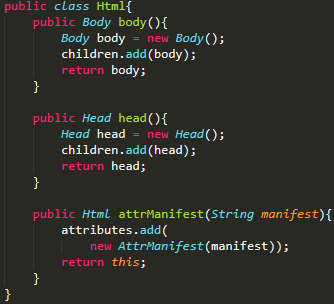 public class Html{
    public Body body(){
        Body body = new Body();
        children.add(body);
        return body;
    }

    public Head head(){
        Head head = new Head();
        children.add(head);
        return head;
    }

    public Html attrManifest(String manifest){
        attributes.add(
            new AttrManifest(manifest));
        return this;
    }
}